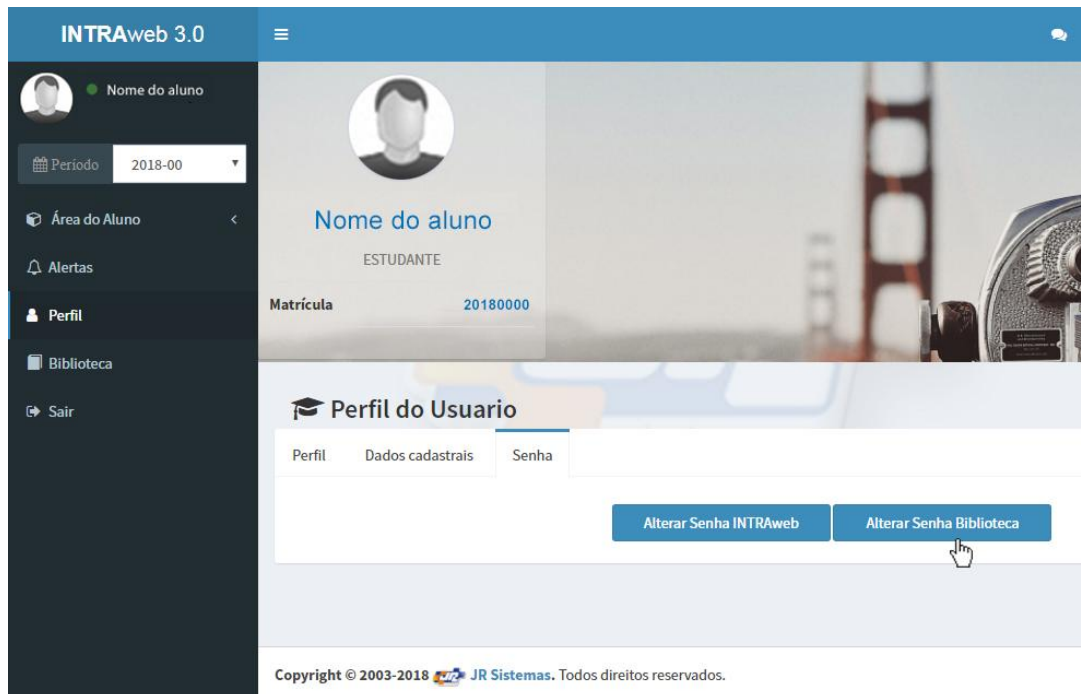 INTRAweb 3.0
Nome do aluno
Período 2018-00
Área do Aluno
Alertas
Perfil
Biblioteca
Sair
Nome do aluno
ESTUDANTE
Matrícula 20180000
Perfil do Usuario
Perfil Dados cadastrais Senha
Alterar Senha INTRAweb Alterar Senha Biblioteca
Copyright © 2003-2018 JR Sistemas. Todos direitos reservados.